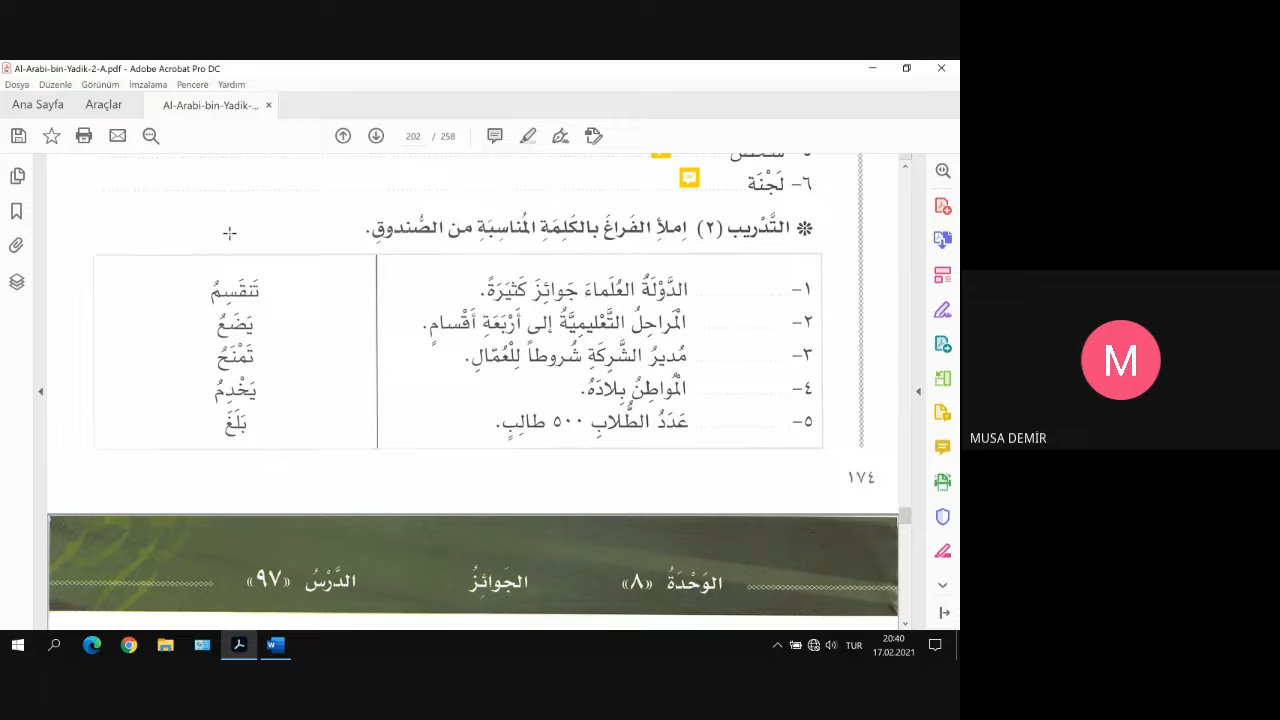 Al-Arabi-bin-Yadik-2-A.pdf - Adobe Acrobat Pro DC
Dosya Düzenle Görünüm İmzalama Pencere Yardım
Ana Sayfa Araçlar Al-Arabi-bin-Yadik-...
202 / 258
٦- لَجْنَة
❊ التَّدْريب (٢) اِملأِ الفَراغَ بالكَلِمَةِ المُناسِبَةِ من الصُّندوقِ.
١- ........ الدَّوْلَةُ العُلَماءَ جَوائِزَ كَثيَرَةً. تَنقَسِمُ
٢- ........ المَراحِلُ التَّعْليمِيَّةُ إلى أَرْبَعَةِ أَقْسامٍ. يَضَعُ
٣- ........ مُديرُ الشَّرِكَةِ شُروطاً لِلْعُمّالِ. تَمْنَحُ
٤- ........ المُواطِنُ بِلادَهُ. يَخْدِمُ
٥- ........ عَدَدُ الطُّلابِ ٥٠٠ طالِبٍ. بَلَغَ
١٧٤
الوَحْدَةُ «٨» الجَوائِزُ الدَّرْسُ «٩٧»
TUR
20:40
17.02.2021
M
MUSA DEMİR